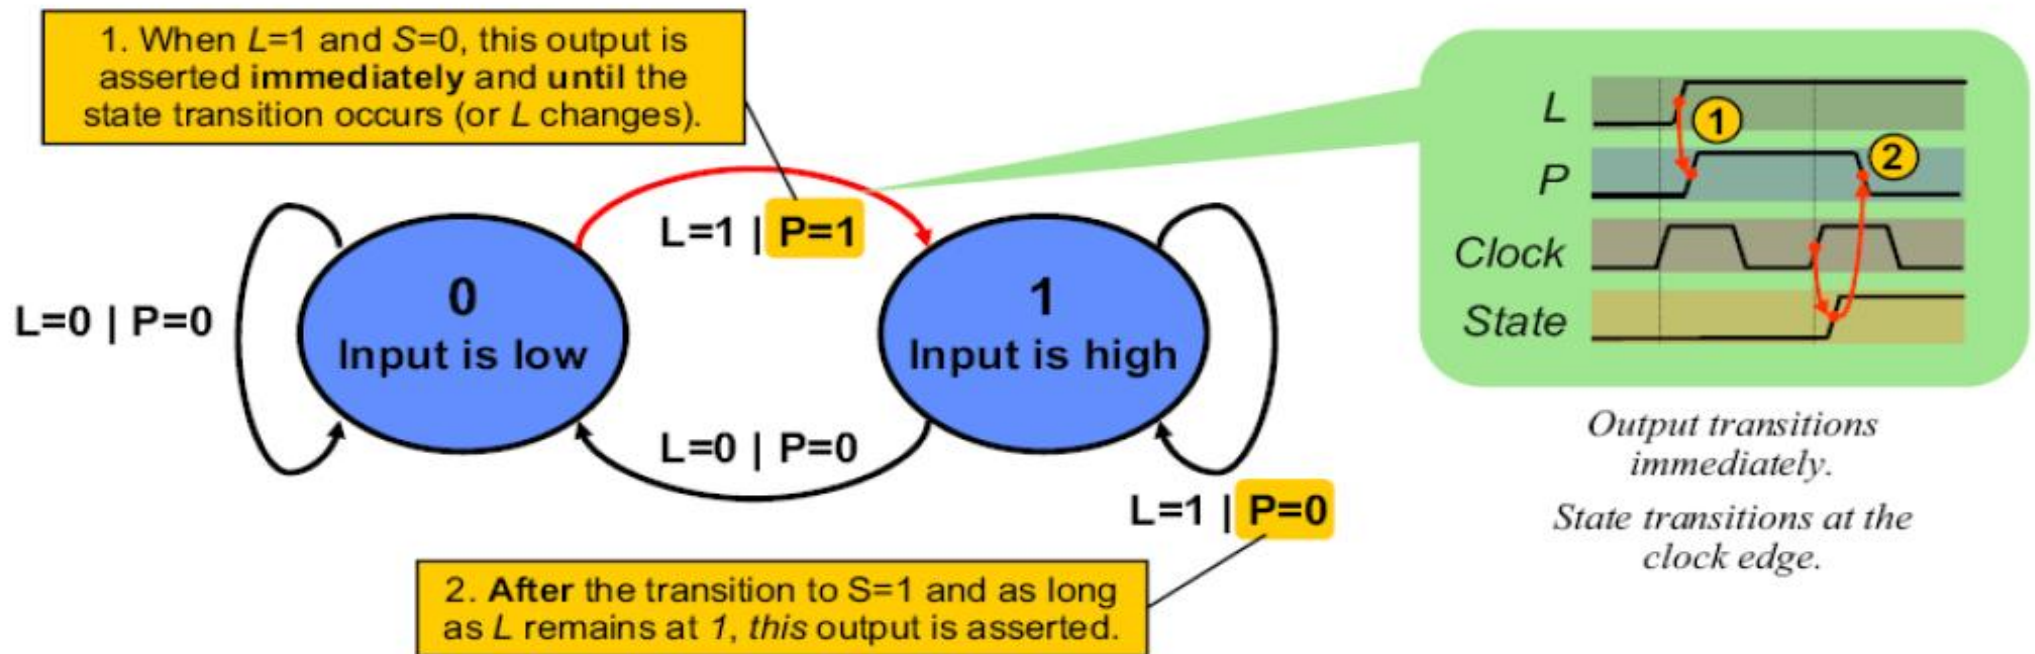 1. When L=1 and S=0, this output is
asserted immediately and until the
state transition occurs (or L changes).
L=1 | P=1
L=0 | P=0
0
Input is low
1
Input is high
L=0 | P=0
L=1 | P=0
2. After the transition to S=1 and as long
as L remains at 1, this output is asserted.
L
1
P
2
Clock
State
Output transitions
immediately.
State transitions at the
clock edge.